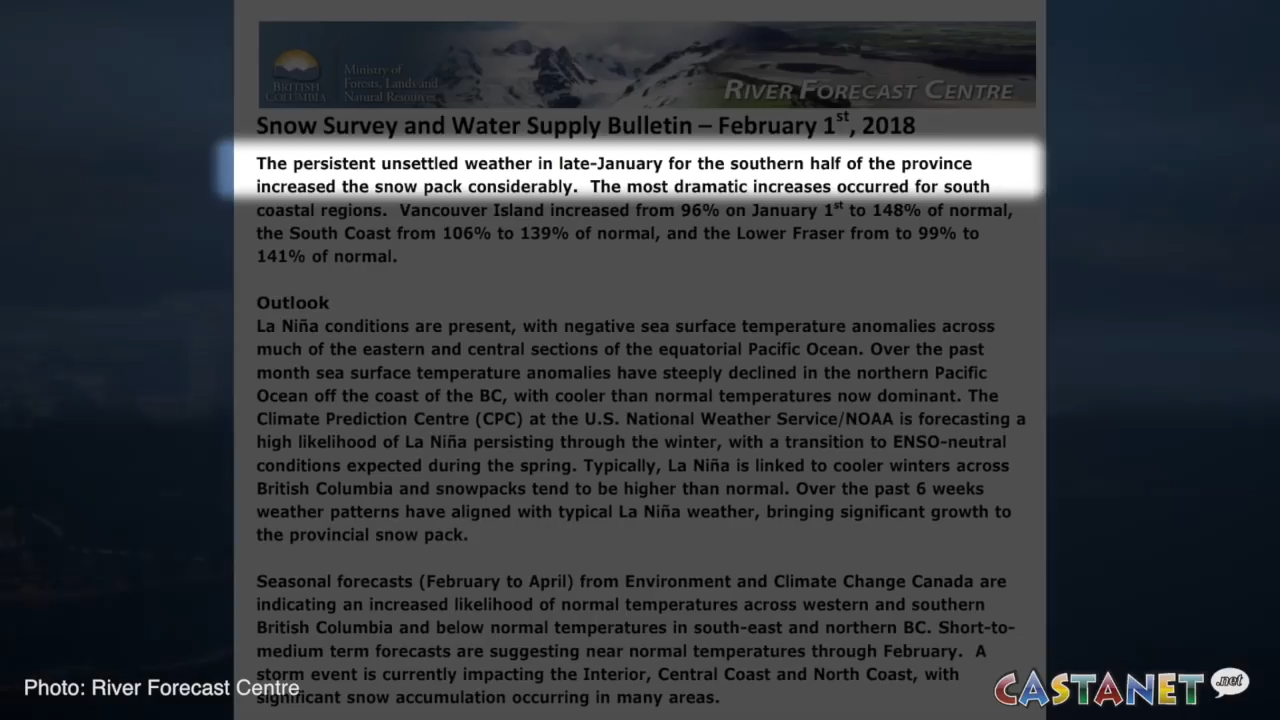 BRITISH
COLUMBIA
Ministry of
Forests, Lands and
Natural Resources
RIVER FORECAST CENTRE
Snow Survey and Water Supply Bulletin – February 1st, 2018
The persistent unsettled weather in late-January for the southern half of the province
increased the snow pack considerably.  The most dramatic increases occurred for south
coastal regions.  Vancouver Island increased from 96% on January 1st to 148% of normal,
the South Coast from 106% to 139% of normal, and the Lower Fraser from to 99% to
141% of normal.
Outlook
La Niña conditions are present, with negative sea surface temperature anomalies across
much of the eastern and central sections of the equatorial Pacific Ocean. Over the past
month sea surface temperature anomalies have steeply declined in the northern Pacific
Ocean off the coast of the BC, with cooler than normal temperatures now dominant. The
Climate Prediction Centre (CPC) at the U.S. National Weather Service/NOAA is forecasting a
high likelihood of La Niña persisting through the winter, with a transition to ENSO-neutral
conditions expected during the spring. Typically, La Niña is linked to cooler winters across
British Columbia and snowpacks tend to be higher than normal. Over the past 6 weeks
weather patterns have aligned with typical La Niña weather, bringing significant growth to
the provincial snow pack.
Seasonal forecasts (February to April) from Environment and Climate Change Canada are
indicating an increased likelihood of normal temperatures across western and southern
British Columbia and below normal temperatures in south-east and northern BC. Short-to-
medium term forecasts are suggesting near normal temperatures through February.  A
storm event is currently impacting the Interior, Central Coast and North Coast, with
significant snow accumulation occurring in many areas.
Photo: River Forecast Centre
CASTANET .net